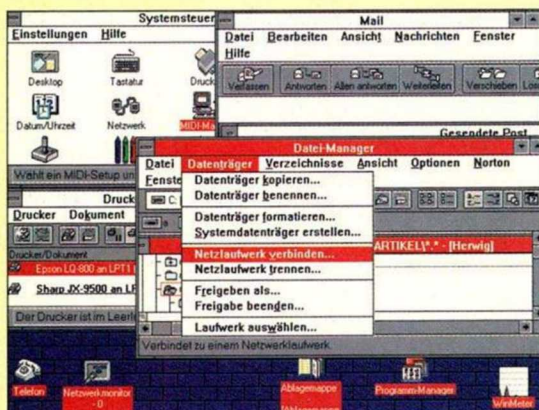 Systemsteuer
Einstellungen Hilfe
Desktop
Tastatur
Druck
Datum/Uhrzeit
Netzwerk
MIDI-Ma
Wählt ein MIDI-Setup un
Mail
Datei Bearbeiten Ansicht Nachrichten Fenster
Hilfe
Verfassen Antworten Allen antworten Weiterleiten Verschieben
Gesendete Post
Datei-Manager
Datei Datenträger Verzeichnisse Ansicht Optionen Norton
Fenste
Datenträger kopieren...
Datenträger benennen...
Datenträger formatieren...
Systemdatenträger erstellen...
Netzlaufwerk verbinden...
Netzlaufwerk trennen...
Freigeben als...
Freigabe beenden...
Laufwerk auswählen...
Verbindet zu einem Netzwerklaufwerk.
C:
ARTIKEL\*.* - [Herwig]
Druck
Drucker Dokument
Drucker/Dokument
Epson LQ-800 an LPT1
Sharp JX-9500 an LP
Der Drucker ist im Leerl
Telefon
Netzwerkmonitor
- 0
Ablagemappe
Programm-Manager
WinMeter